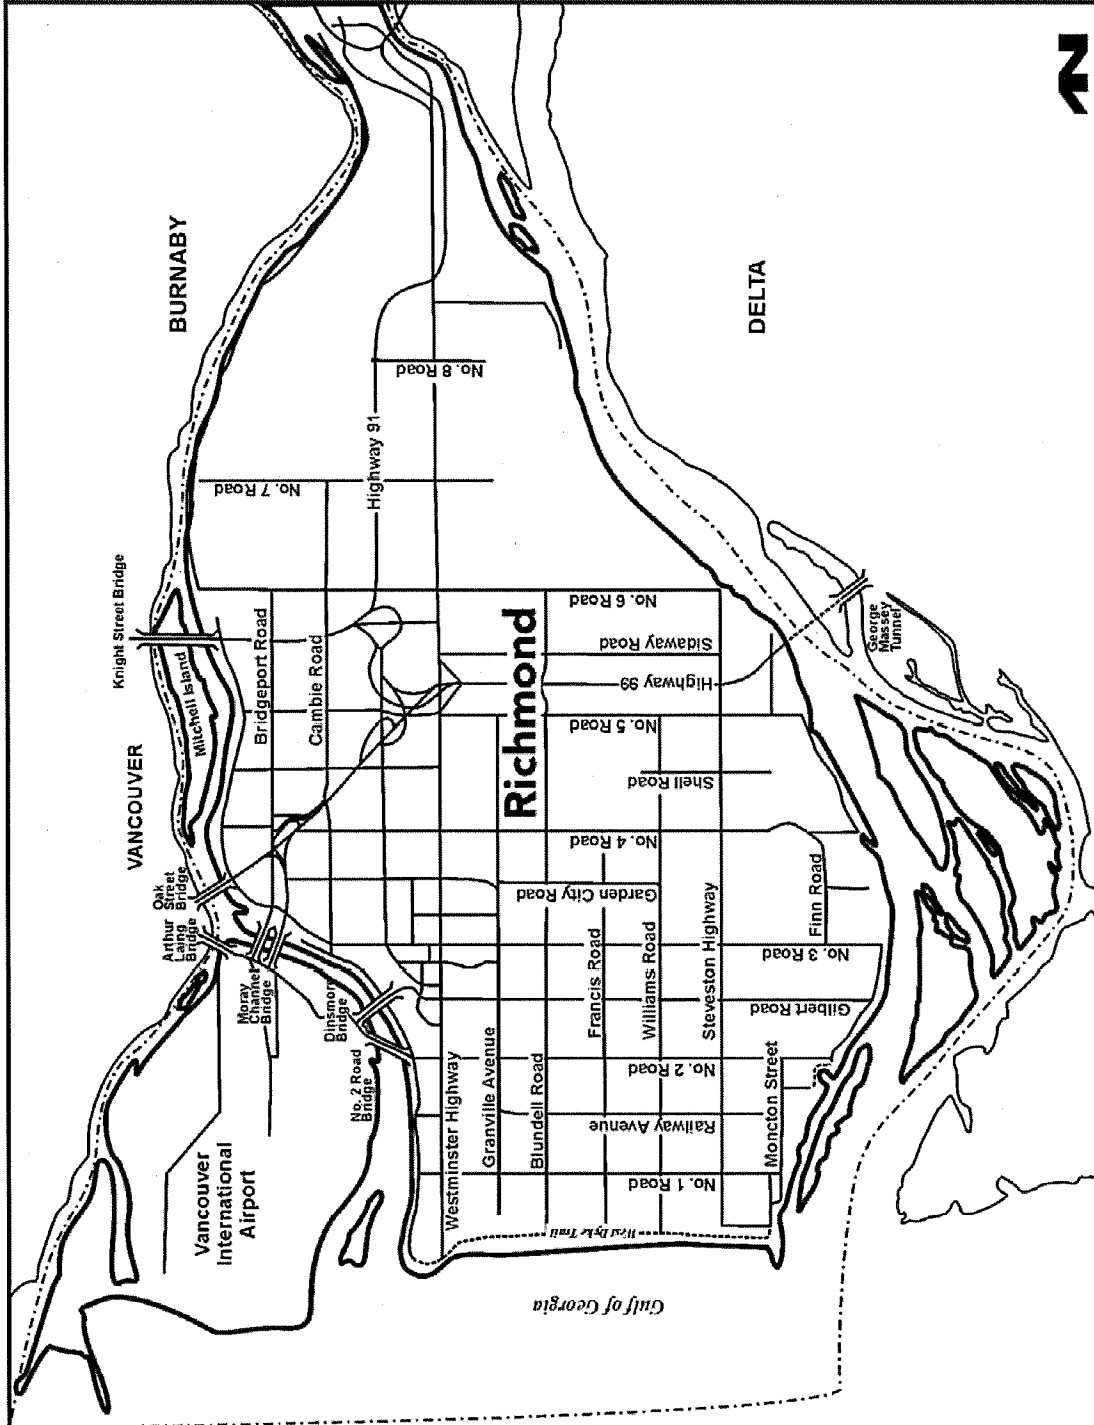 N
BURNABY
DELTA
No. 8 Road
Highway 91
No. 7 Road
Knight Street Bridge
Mitchell Island
Bridgeport Road
Cambie Road
Richmond
No. 6 Road
Sidaway Road
Highway 99
No. 5 Road
Shell Road
No. 4 Road
George
Massey
Tunnel
VANCOUVER
Oak
Street
Bridge
Arthur
Laing
Bridge
Moray
Channel
Bridge
Dinsmore
Bridge
No. 2 Road
Bridge
Garden City Road
Finn Road
No. 3 Road
Gilbert Road
Francis Road
Williams Road
Steveston Highway
No. 2 Road
Railway Avenue
No. 1 Road
Westminster Highway
Granville Avenue
Blundell Road
Moncton Street
Vancouver
International
Airport
West Dyke Trail
Gulf of Georgia